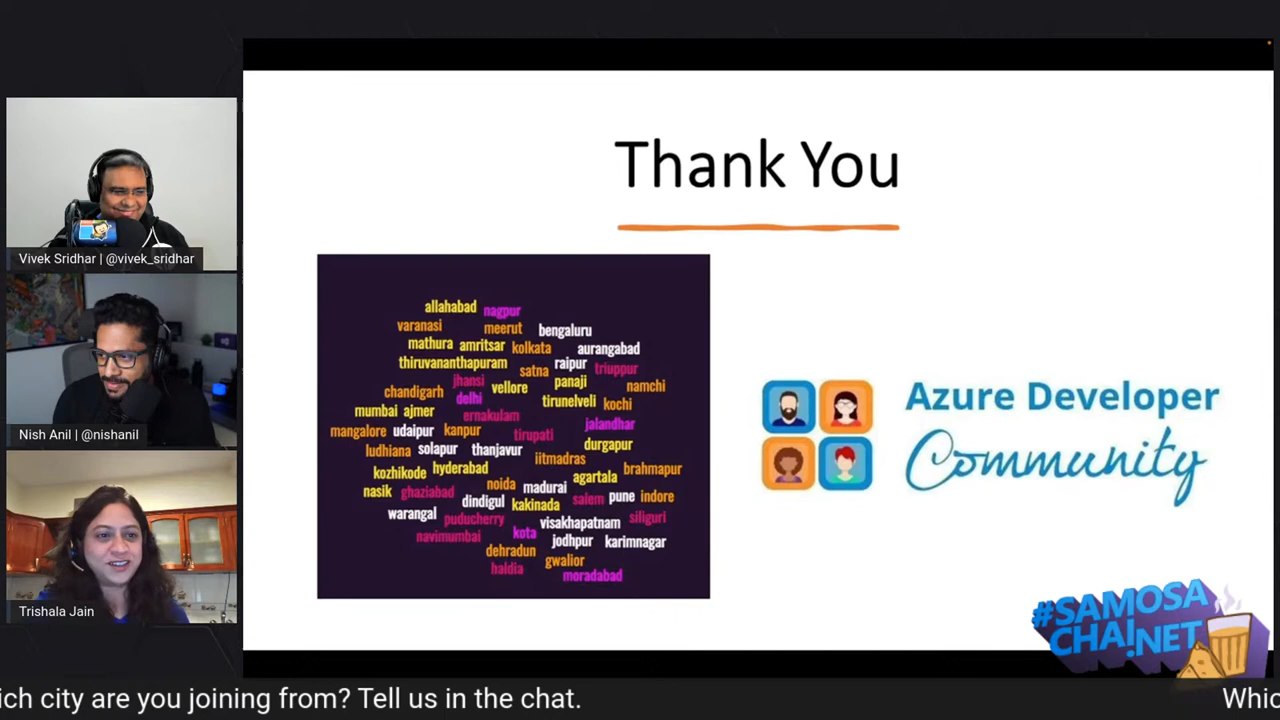 Vivek Sridhar | @vivek_sridhar
Nish Anil | @nishanil
Trishala Jain
Thank You
allahabad nagpur
varanasi meerut bengaluru
mathura amritsar kolkata aurangabad
thiruvananthapuram satna raipur triuppur
chandigarh jhansi vellore panaji namchi
mumbai ajmer delhi tirunelveli kochi
mangalore udaipur kanpur ernakulam tirupati jalandhar
ludhiana solapur thanjavur iitmadras durgapur
kozhikode hyderabad noida madurai agartala brahmapur
nasik ghaziabad dindigul kakinada salem pune indore
warangal puducherry visakhapatnam siliguri
navimumbai kota jodhpur karimnagar
dehradun gwalior
haldia moradabad
Azure Developer
Community
#SAMOSA
CHAI.NET
ich city are you joining from? Tell us in the chat.
Whic